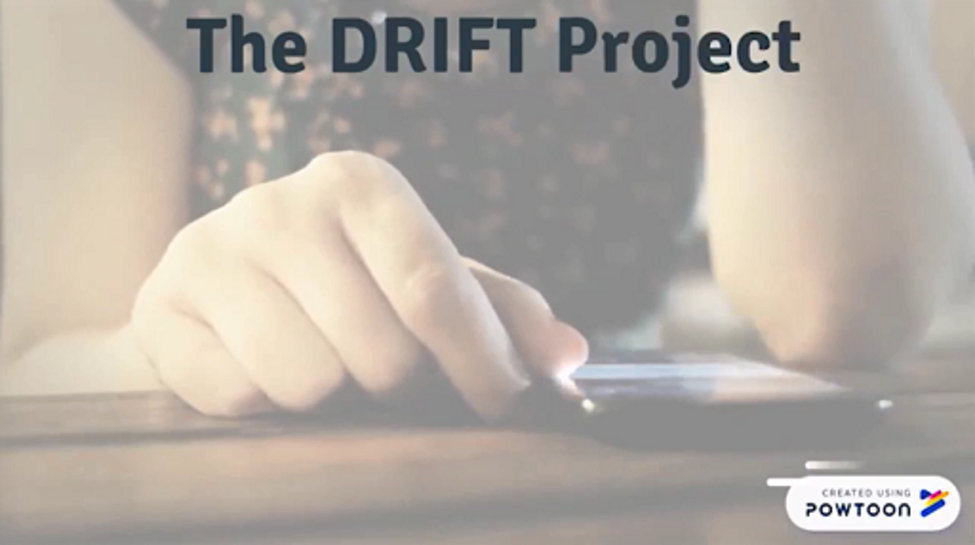 The DRIFT Project
CREATED USING
POWTOON